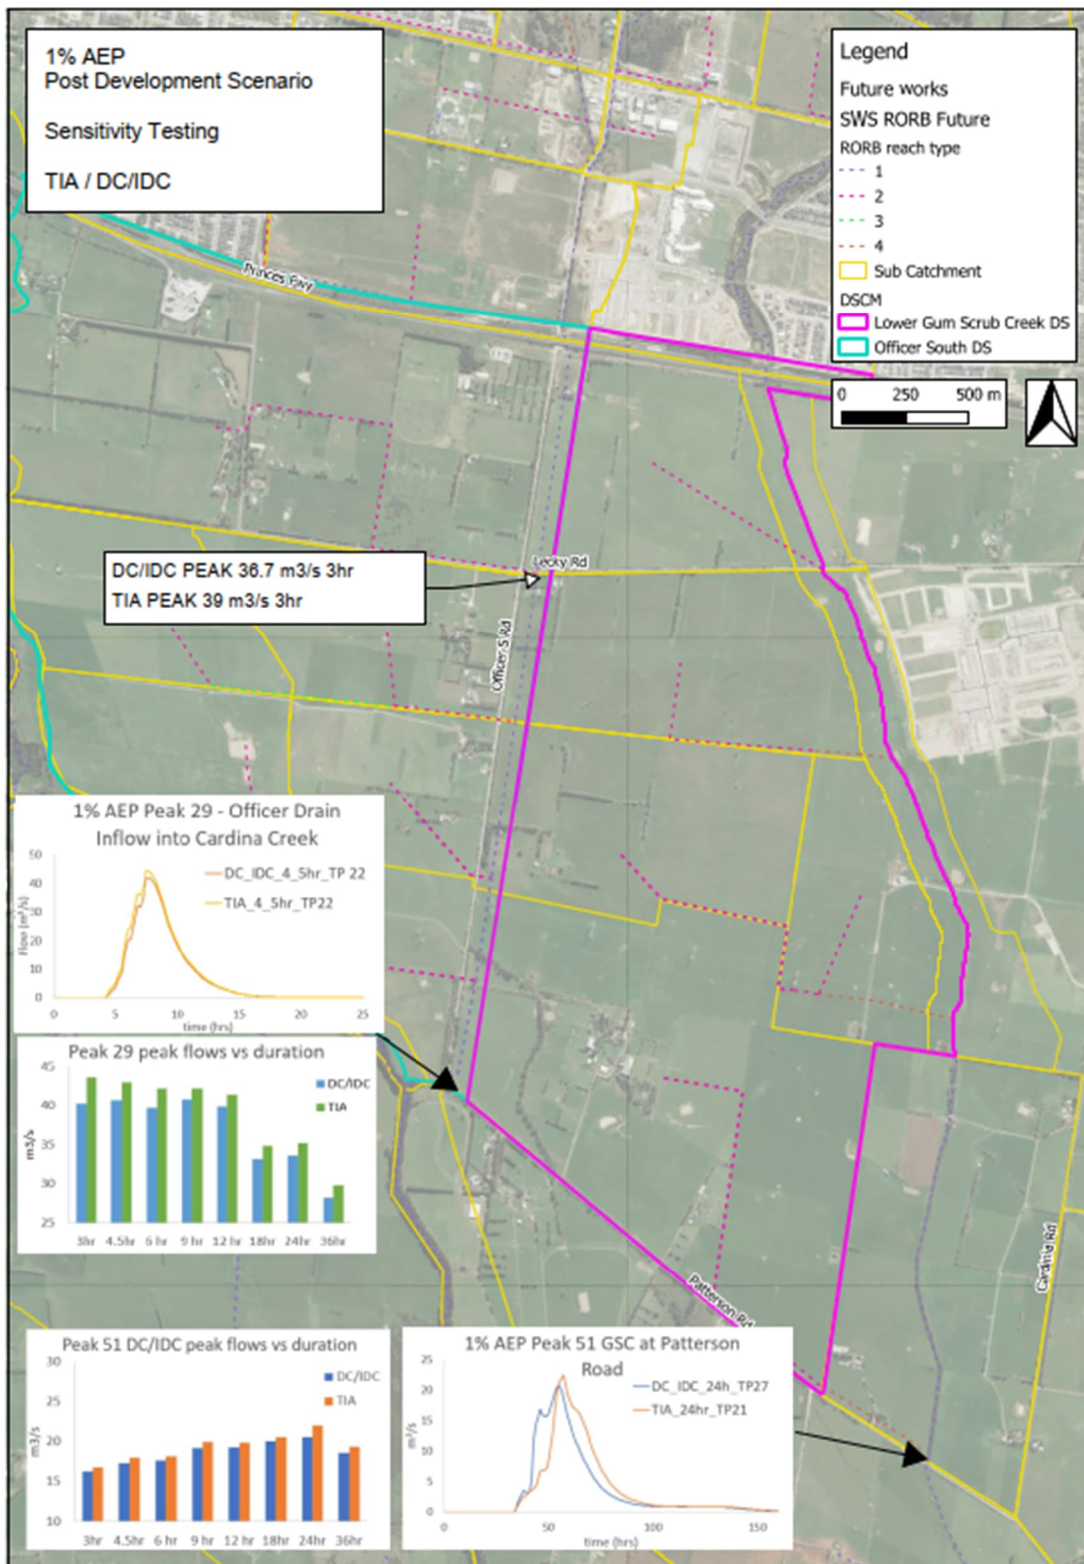 1% AEP
Post Development Scenario
Sensitivity Testing
TIA / DC/IDC
Legend
Future works
SWS RORB Future
RORB reach type
1
2
3
4
Sub Catchment
DSCM
Lower Gum Scrub Creek DS
Officer South DS
0 250 500 m
Princes Fwy
Lecky Rd
DC/IDC PEAK 36.7 m3/s 3hr
TIA PEAK 39 m3/s 3hr
Officer S Rd
1% AEP Peak 29 - Officer Drain
Inflow into Cardina Creek
50
40
30
20
10
0
flow (m³/s)
DC_IDC_4_5hr_TP 22
TIA_4_5hr_TP22
0 5 10 15 20 25
time (hrs)
Peak 29 peak flows vs duration
45
40
35
30
25
m3/s
DC/IDC
TIA
3hr 4.5hr 6 hr 9 hr 12 hr 18hr 24hr 36hr
Cardinia Rd
Patterson Rd
Peak 51 DC/IDC peak flows vs duration
30
25
20
15
10
m3/s
DC/IDC
TIA
3hr 4.5hr 6 hr 9 hr 12 hr 18hr 24hr 36hr
1% AEP Peak 51 GSC at Patterson
Road
25
20
15
10
5
0
m³/s
DC_IDC_24h_TP27
TIA_24hr_TP21
0 50 100 150
time (hrs)